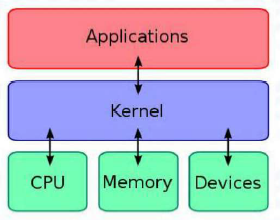 Applications
Kernel
CPU
Memory
Devices